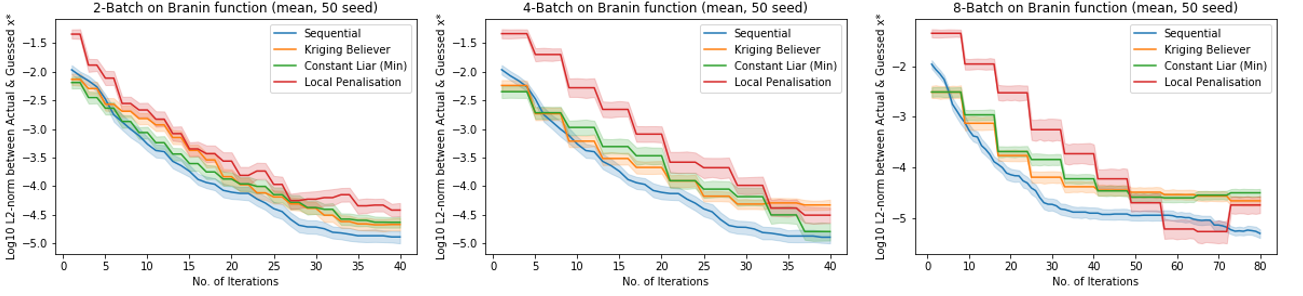 2-Batch on Branin function (mean, 50 seed)
Log10 L2-norm between Actual & Guessed x*
−1.5
−2.0
−2.5
−3.0
−3.5
−4.0
−4.5
−5.0
Sequential
Kriging Believer
Constant Liar (Min)
Local Penalisation
0 5 10 15 20 25 30 35 40
No. of Iterations
4-Batch on Branin function (mean, 50 seed)
Log10 L2-norm between Actual & Guessed x*
−1.5
−2.0
−2.5
−3.0
−3.5
−4.0
−4.5
−5.0
Sequential
Kriging Believer
Constant Liar (Min)
Local Penalisation
0 5 10 15 20 25 30 35 40
No. of Iterations
8-Batch on Branin function (mean, 50 seed)
Log10 L2-norm between Actual & Guessed x*
−2
−3
−4
−5
Sequential
Kriging Believer
Constant Liar (Min)
Local Penalisation
0 10 20 30 40 50 60 70 80
No. of Iterations